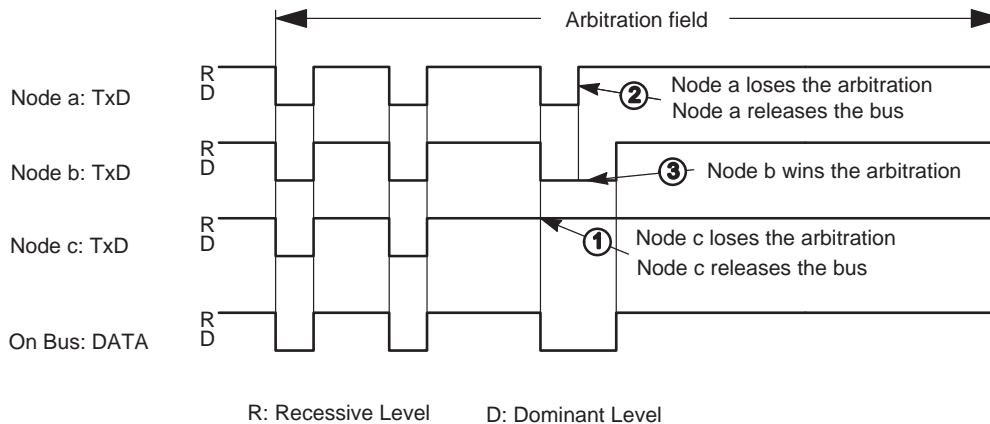 Arbitration field
R
D
Node a: TxD
② Node a loses the arbitration
Node a releases the bus
R
D
Node b: TxD
③ Node b wins the arbitration
R
D
Node c: TxD
① Node c loses the arbitration
Node c releases the bus
R
D
On Bus: DATA
R: Recessive Level D: Dominant Level